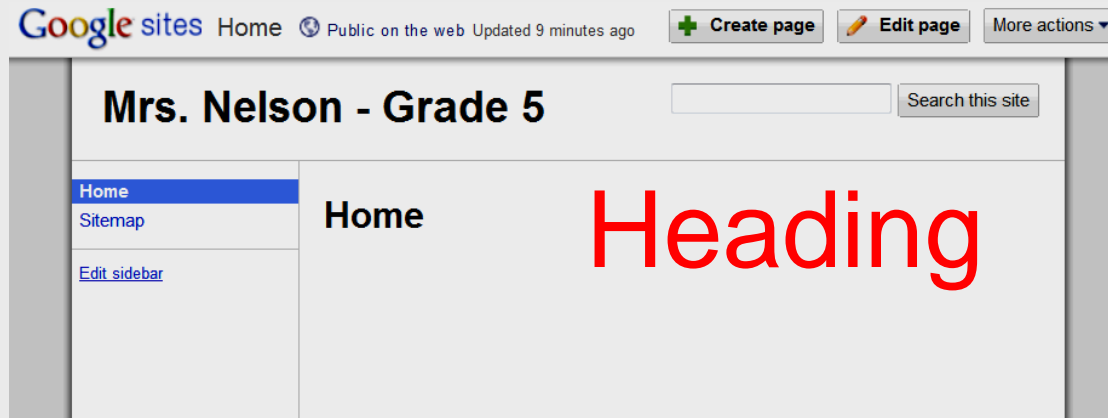 Google sites Home Public on the web Updated 9 minutes ago Create page Edit page More actions
Mrs. Nelson - Grade 5 Search this site
Home
Sitemap
Edit sidebar
Home Heading